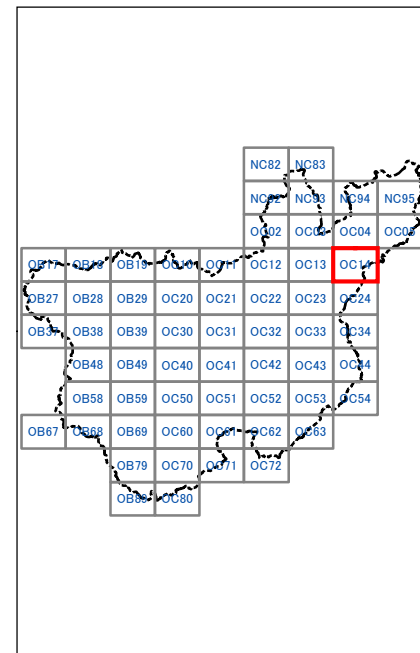 NC82 NC83
NC92 NC93 NC94 NC95
OC02 OC03 OC04 OC05
OB17 OB18 OB19 OC10 OC11 OC12 OC13 OC14
OB27 OB28 OB29 OC20 OC21 OC22 OC23 OC24
OB37 OB38 OB39 OC30 OC31 OC32 OC33 OC34
OB48 OB49 OC40 OC41 OC42 OC43 OC44
OB58 OB59 OC50 OC51 OC52 OC53 OC54
OB67 OB68 OB69 OC60 OC61 OC62 OC63
OB79 OC70 OC71 OC72
OB89 OC80